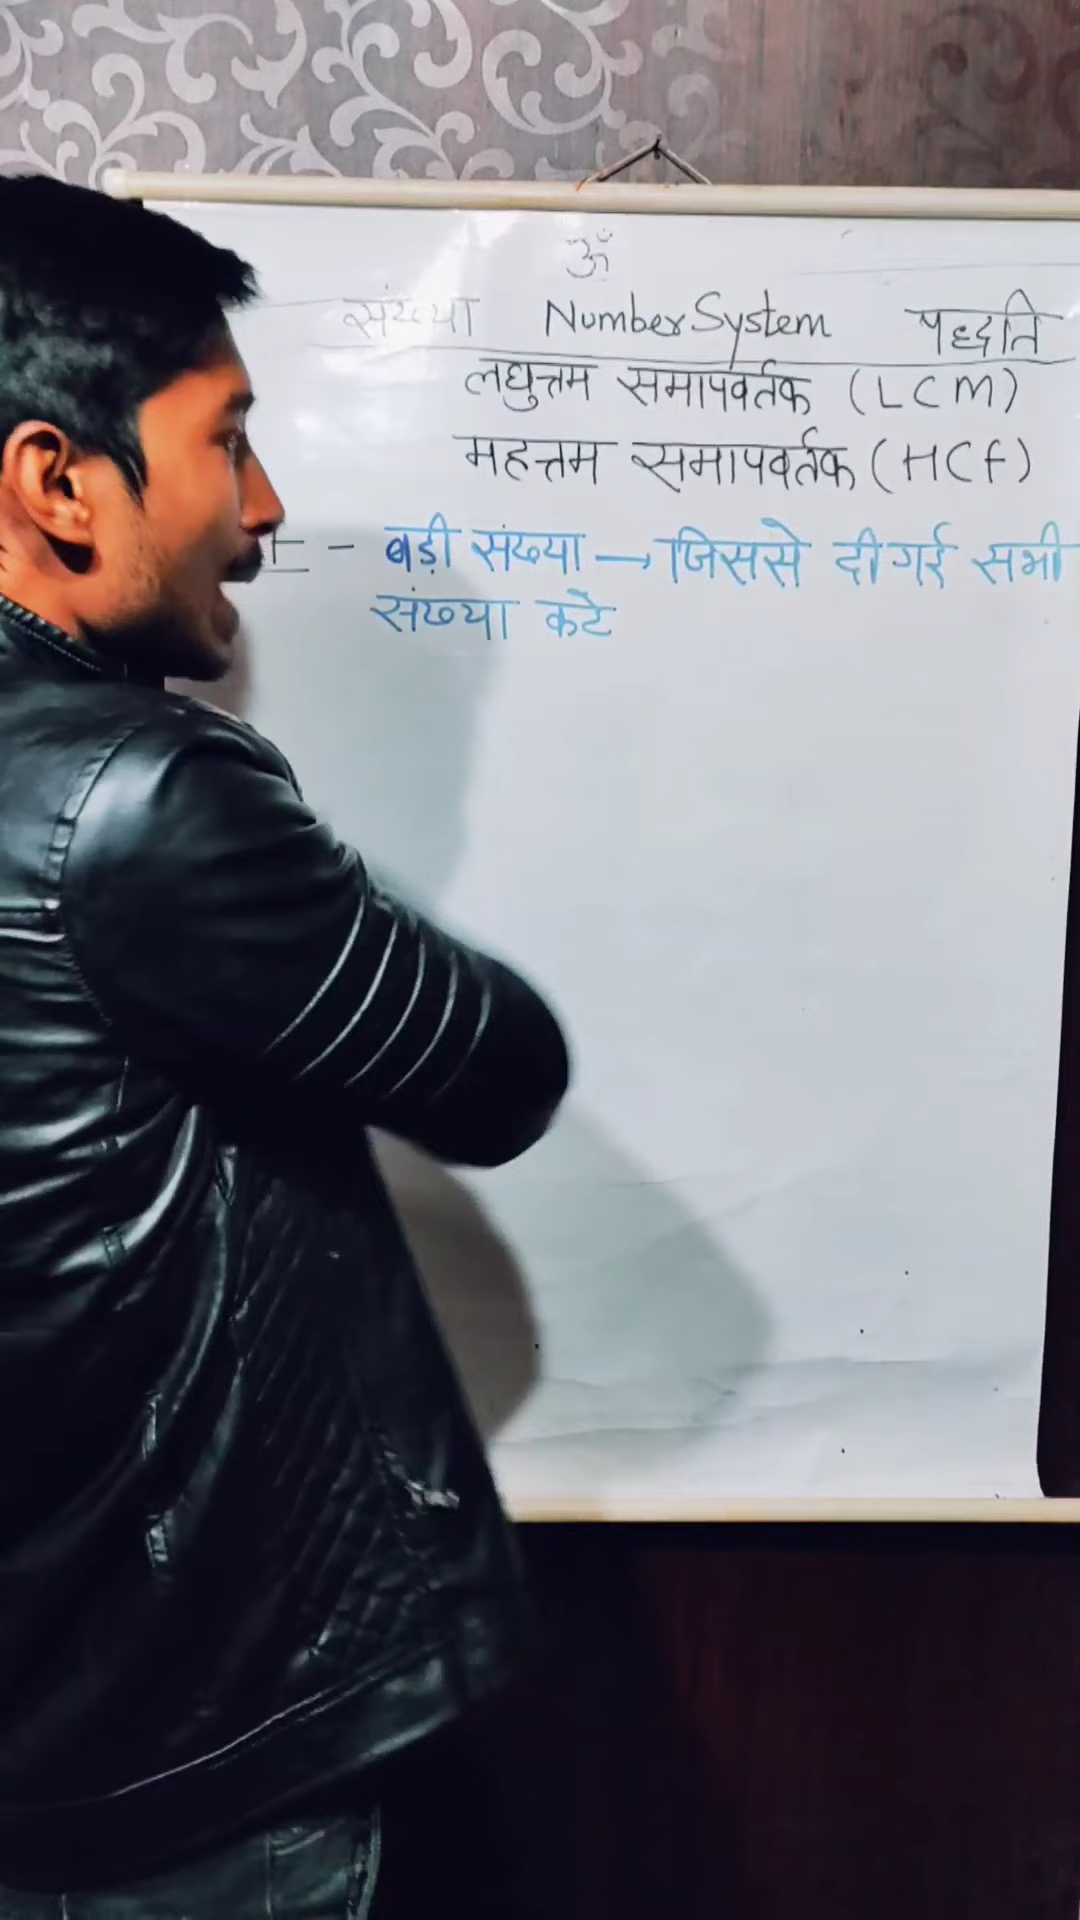 ॐ
संख्या Number System पद्धति
लघुत्तम समापवर्तक (LCM)
महत्तम समापवर्तक (HCf)
- बड़ी संख्या → जिससे दी गई सभी
संख्या कटे